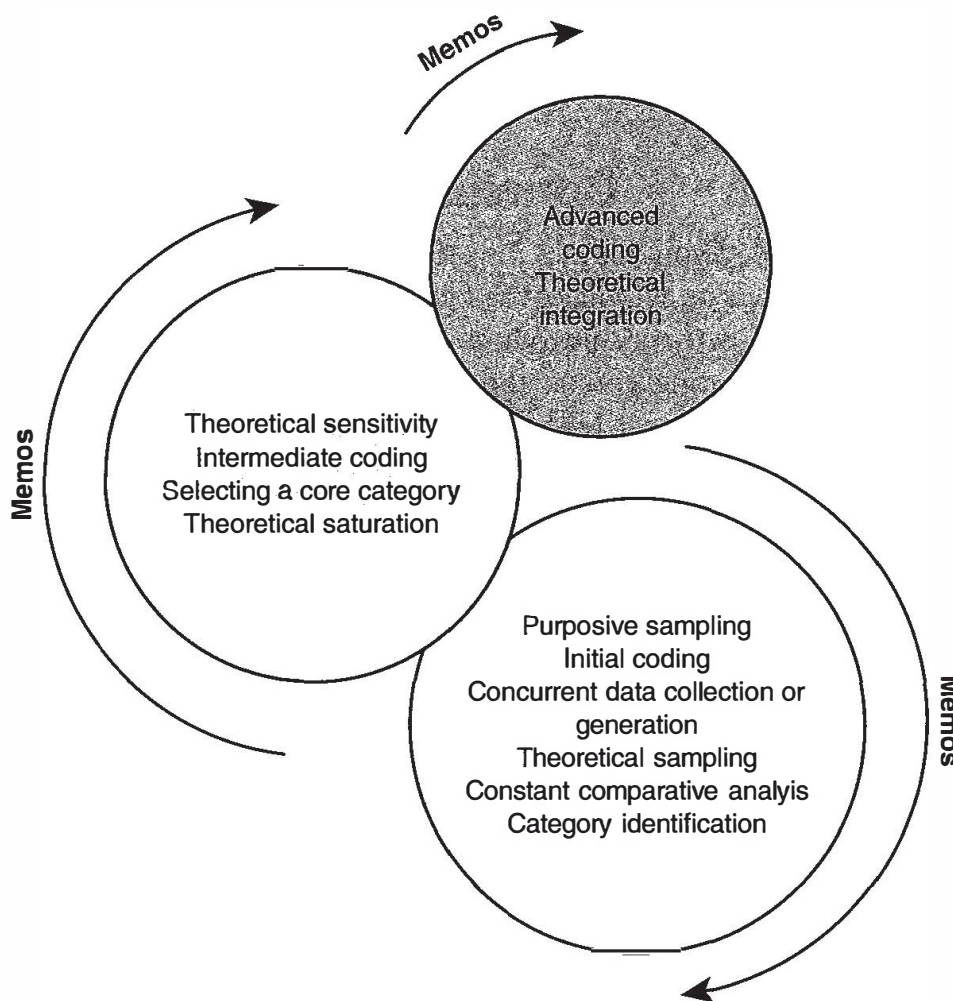 Memos
Advanced
coding
Theoretical
integration
Memos
Theoretical sensitivity
Intermediate coding
Selecting a core category
Theoretical saturation
Purposive sampling
Initial coding
Concurrent data collection or
generation
Theoretical sampling
Constant comparative analyis
Category identification
Memos